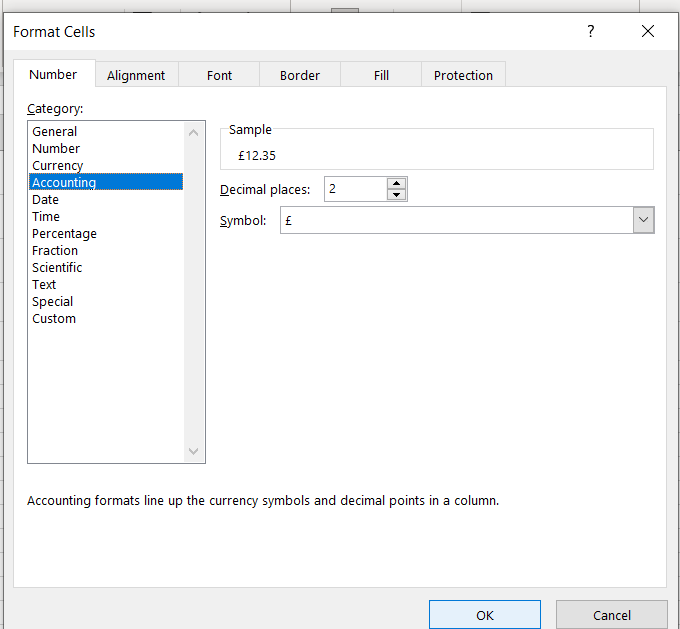 Format Cells
?
Number Alignment Font Border Fill Protection
Category:
General
Number
Currency
Accounting
Date
Time
Percentage
Fraction
Scientific
Text
Special
Custom
Sample
£12.35
Decimal places: 2
Symbol: £
Accounting formats line up the currency symbols and decimal points in a column.
OK Cancel